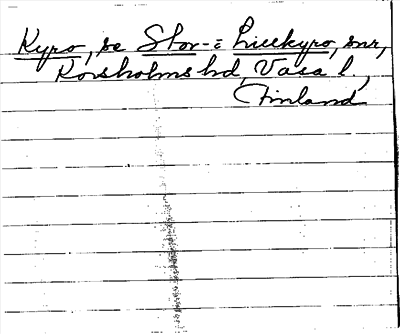 Kyro, se Stor- & Lillkyro, snr,
Korsholms hd, Vasa l.,
Finland